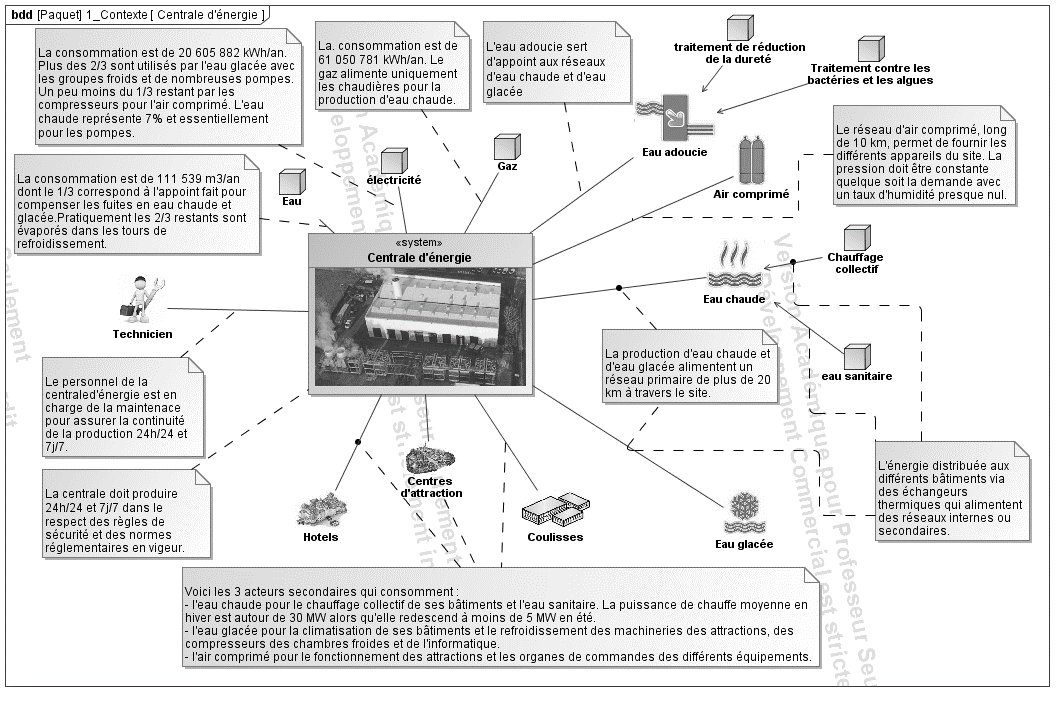 bdd [Paquet] 1_Contexte [ Centrale d'énergie ]
La consommation est de 20 605 882 kWh/an.
Plus des 2/3 sont utilisés par l'eau glacée avec
les groupes froids et de nombreuses pompes.
Un peu moins du 1/3 restant par les
compresseurs pour l'air comprimé. L'eau
chaude représente 7% et essentiellement
pour les pompes.
La. consommation est de
61 050 781 kWh/an. Le
gaz alimente uniquement
les chaudières pour la
production d'eau chaude.
L'eau adoucie sert
d'appoint aux réseaux
d'eau chaude et d'eau
glacée
traitement de réduction
de la dureté
Traitement contre les
bactéries et les algues
Eau adoucie
Le réseau d'air comprimé, long
de 10 km, permet de fournir les
différents appareils du site. La
pression doit être constante
quelque soit la demande avec
un taux d'humidité presque nul.
La consommation est de 111 539 m3/an
dont le 1/3 correspond à l'appoint fait pour
compenser les fuites en eau chaude et
glacée.Pratiquement les 2/3 restants sont
évaporés dans les tours de
refroidissement.
Eau
électricité
Gaz
Air comprimé
«system»
Centrale d'énergie
Chauffage
collectif
Eau chaude
Technicien
eau sanitaire
La production d'eau chaude et
d'eau glacée alimentent un
réseau primaire de plus de 20
km à travers le site.
Le personnel de la
centraled'énergie est en
charge de la maintenace
pour assurer la continuité
de la production 24h/24 et
7j/7.
La centrale doit produire
24h/24 et 7j/7 dans le
respect des règles de
sécurité et des normes
réglementaires en vigeur.
L'énergie distribuée aux
différents bâtiments via
des échangeurs
thermiques qui alimentent
des réseaux internes ou
secondaires.
Centres
d'attraction
Hotels
Coulisses
Eau glacée
Voici les 3 acteurs secondaires qui consomment :
- l'eau chaude pour le chauffage collectif de ses bâtiments et l'eau sanitaire. La puissance de chauffe moyenne en
hiver est autour de 30 MW alors qu'elle redescend à moins de 5 MW en été.
- l'eau glacée pour la climatisation de ses bâtiments et le refroidissement des machineries des attractions, des
compresseurs des chambres froides et de l'informatique.
- l'air comprimé pour le fonctionnement des attractions et les organes de commandes des différents équipements.
Version Académique pour Professeur Seu
Développement Commercial est stricte